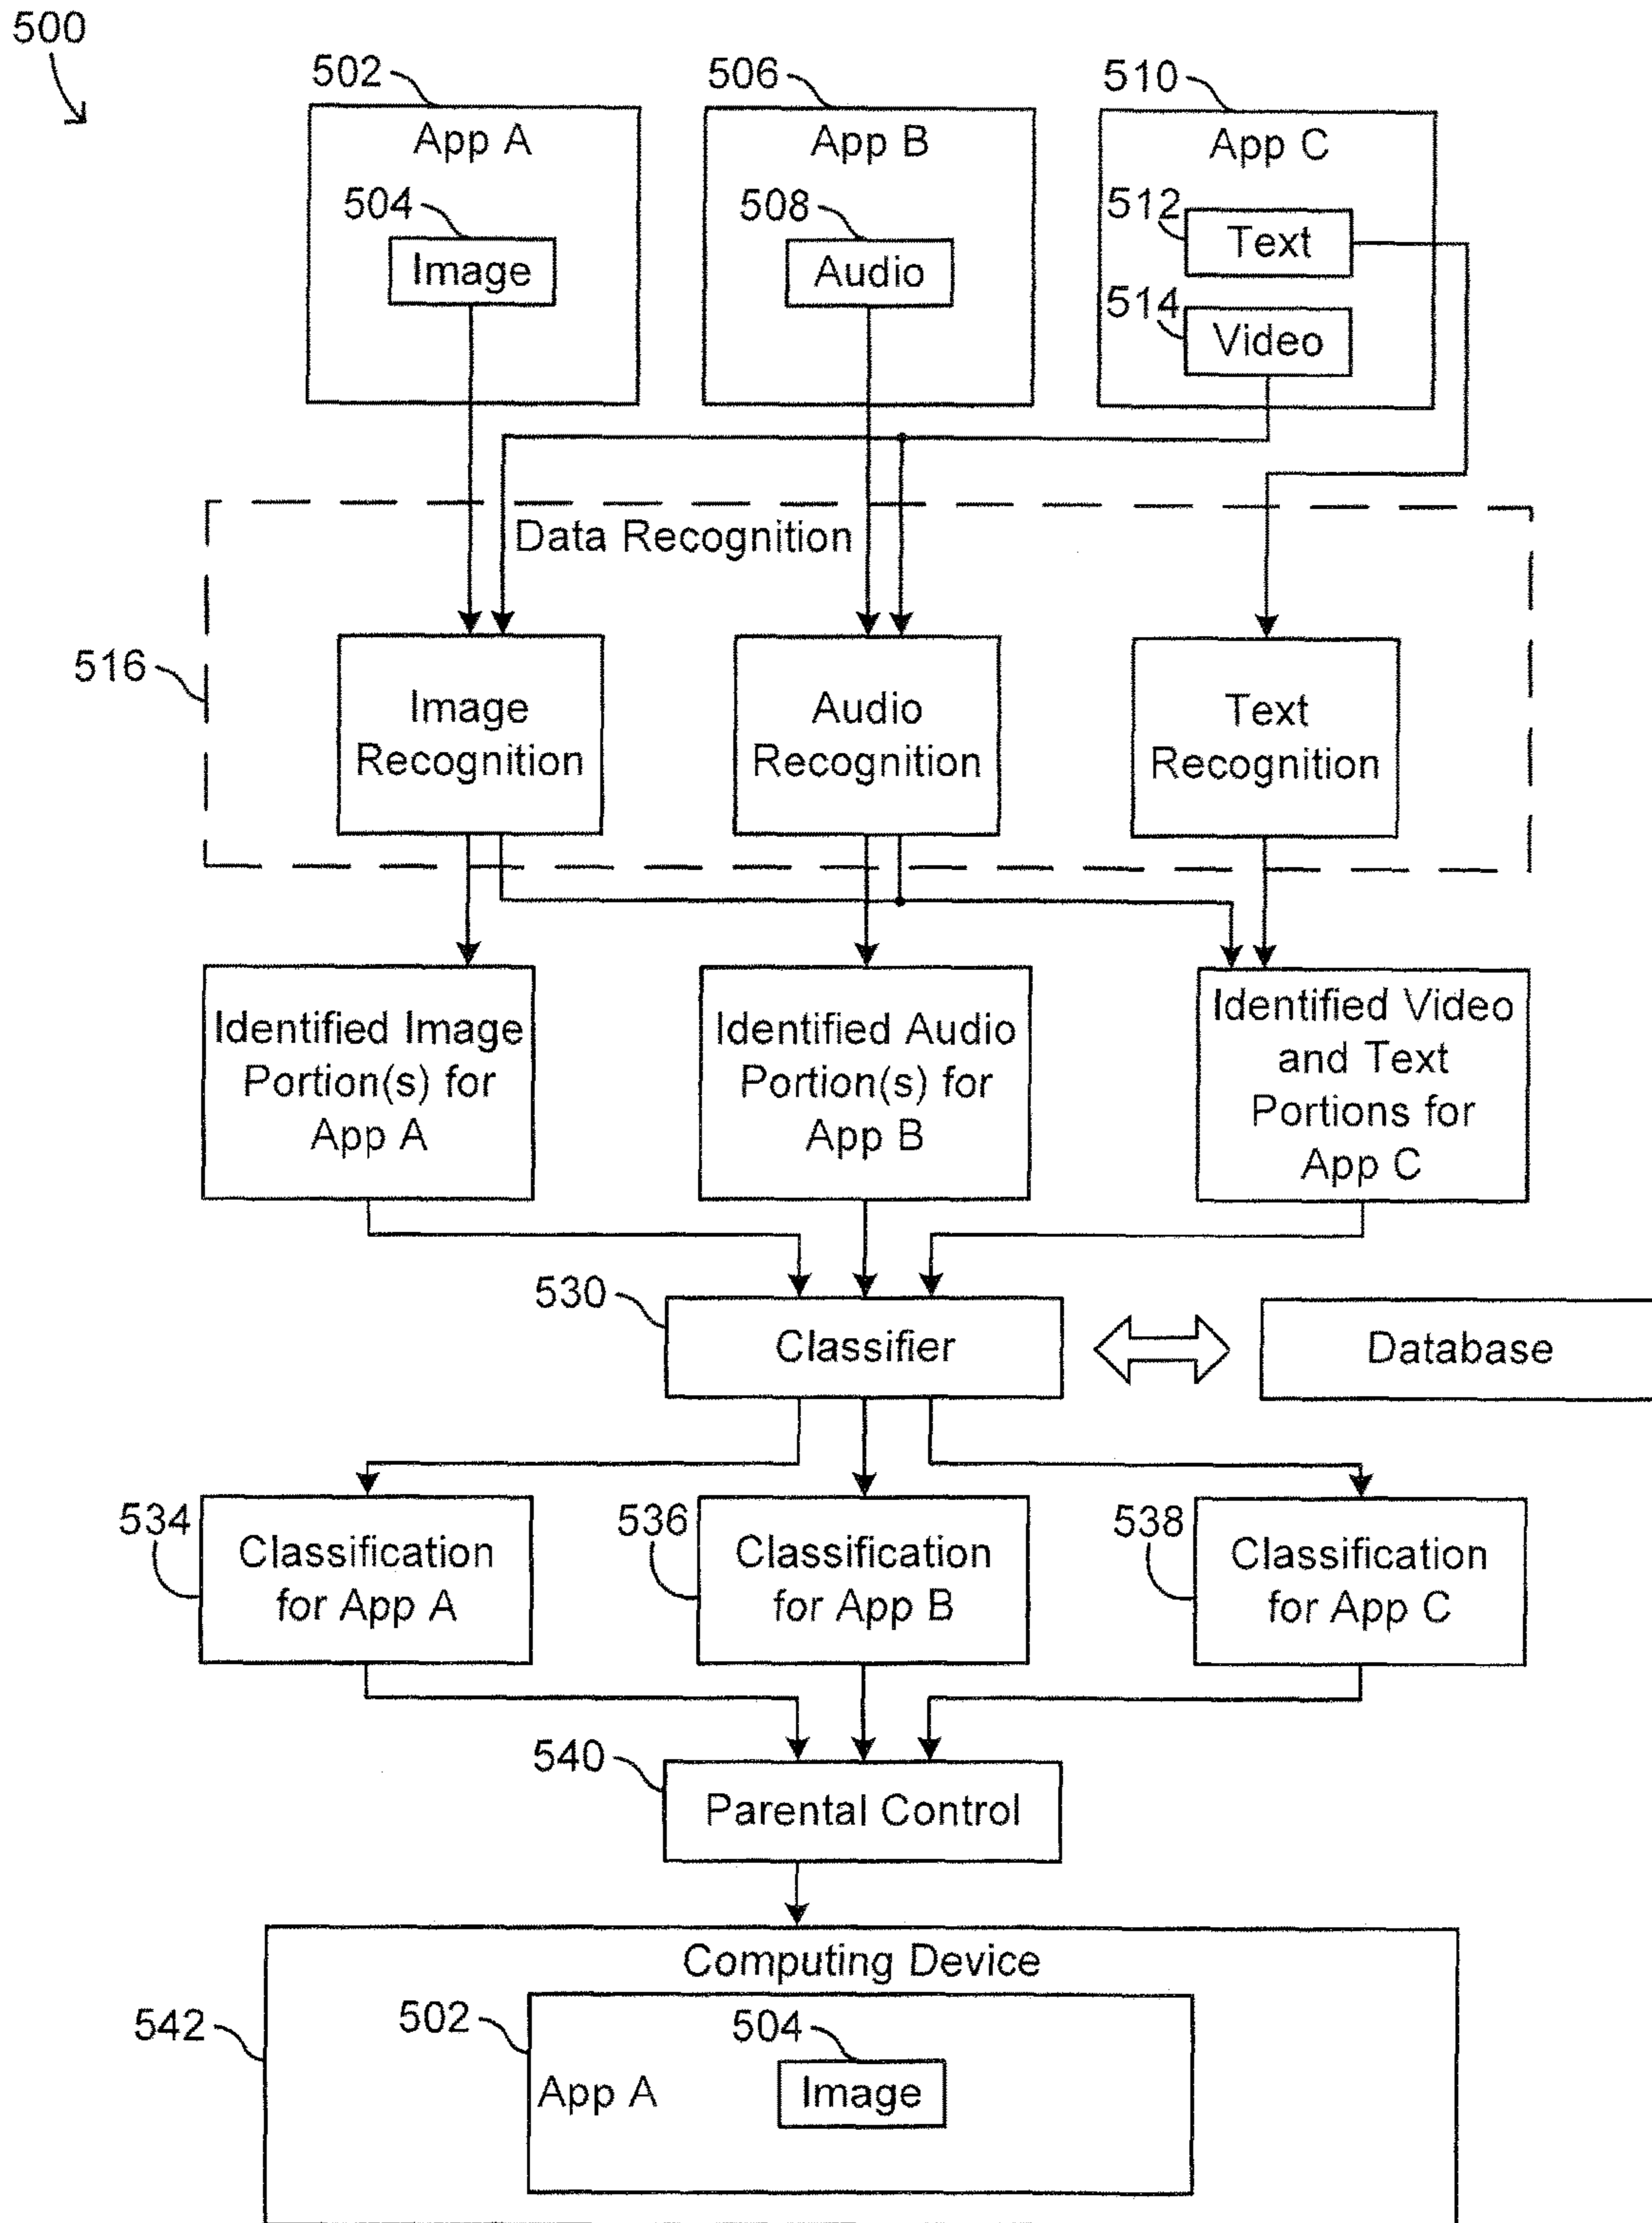 500
502
506
510
App A
App B
App C
504
508
512
Image
Audio
Text
514
Video
Data Recognition
516
Image
Recognition
Audio
Recognition
Text
Recognition
Identified Image
Portion(s) for
App A
Identified Audio
Portion(s) for
App B
Identified Video
and Text
Portions for
App C
530
Classifier
Database
534
Classification
for App A
536
Classification
for App B
538
Classification
for App C
540
Parental Control
Computing Device
542
502
504
App A
Image